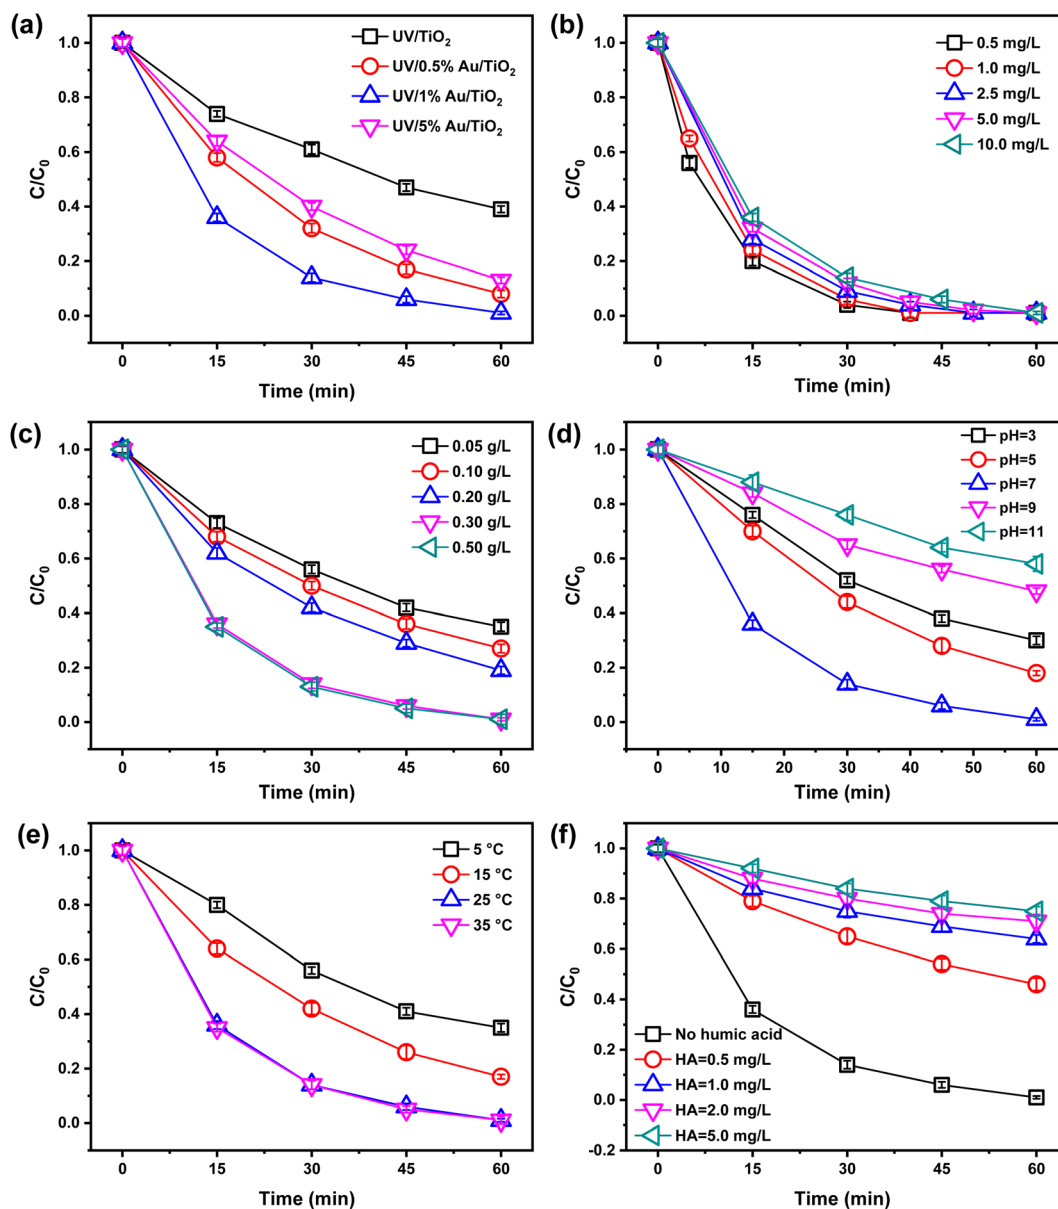 (a)
UV/TiO2
UV/0.5% Au/TiO2
UV/1% Au/TiO2
UV/5% Au/TiO2
C/C0
1.0
0.8
0.6
0.4
0.2
0.0
0 15 30 45 60
Time (min)
(b)
0.5 mg/L
1.0 mg/L
2.5 mg/L
5.0 mg/L
10.0 mg/L
C/C0
1.0
0.8
0.6
0.4
0.2
0.0
0 15 30 45 60
Time (min)
(c)
0.05 g/L
0.10 g/L
0.20 g/L
0.30 g/L
0.50 g/L
C/C0
1.0
0.8
0.6
0.4
0.2
0.0
0 15 30 45 60
Time (min)
(d)
pH=3
pH=5
pH=7
pH=9
pH=11
C/C0
1.0
0.8
0.6
0.4
0.2
0.0
0 10 15 20 30 40 50 60
Time (min)
(e)
5 °C
15 °C
25 °C
35 °C
C/C0
1.0
0.8
0.6
0.4
0.2
0.0
0 15 30 45 60
Time (min)
(f)
C/C0
1.0
0.8
0.6
0.4
0.2
0.0
-0.2
No humic acid
HA=0.5 mg/L
HA=1.0 mg/L
HA=2.0 mg/L
HA=5.0 mg/L
0 15 30 45 60
Time (min)